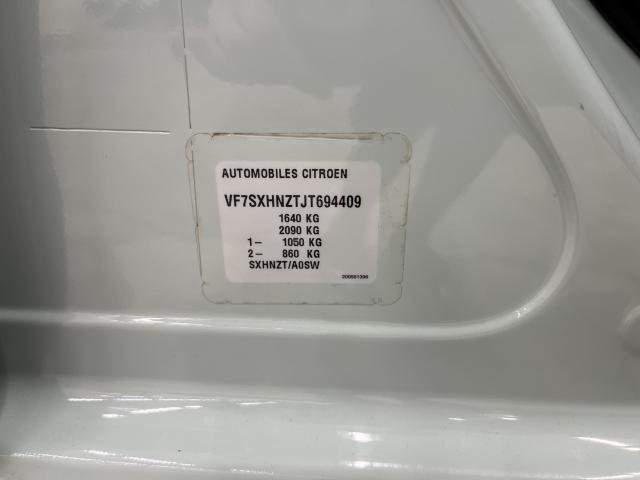 AUTOMOBILES CITROEN
VF7SXHNZTJT694409
1640 KG
2090 KG
1– 1050 KG
2– 860 KG
SXHNZT/A0SW